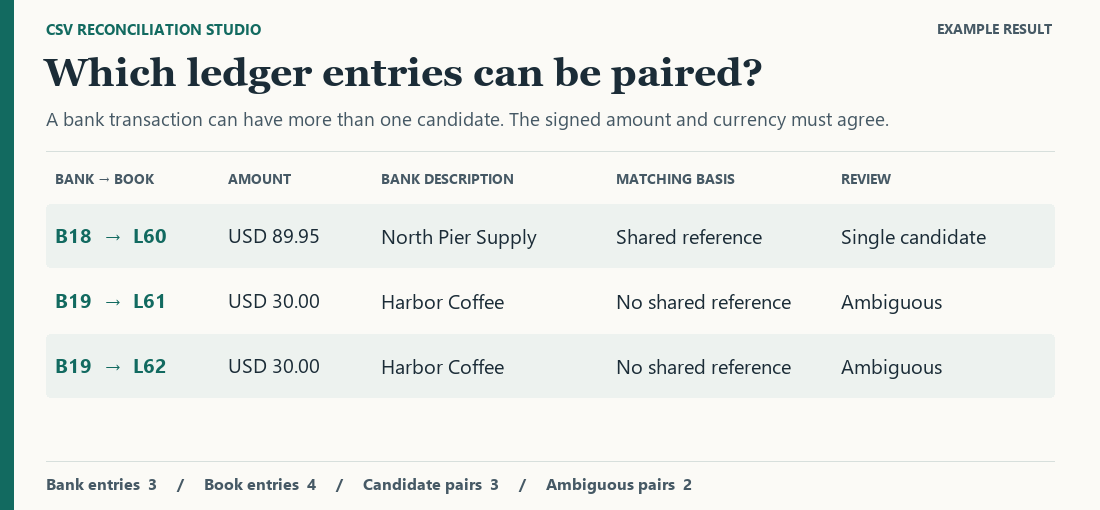 CSV RECONCILIATION STUDIO EXAMPLE RESULT
Which ledger entries can be paired?
A bank transaction can have more than one candidate. The signed amount and currency must agree.
BANK → BOOK AMOUNT BANK DESCRIPTION MATCHING BASIS REVIEW
B18 → L60 USD 89.95 North Pier Supply Shared reference Single candidate
B19 → L61 USD 30.00 Harbor Coffee No shared reference Ambiguous
B19 → L62 USD 30.00 Harbor Coffee No shared reference Ambiguous
Bank entries 3 / Book entries 4 / Candidate pairs 3 / Ambiguous pairs 2